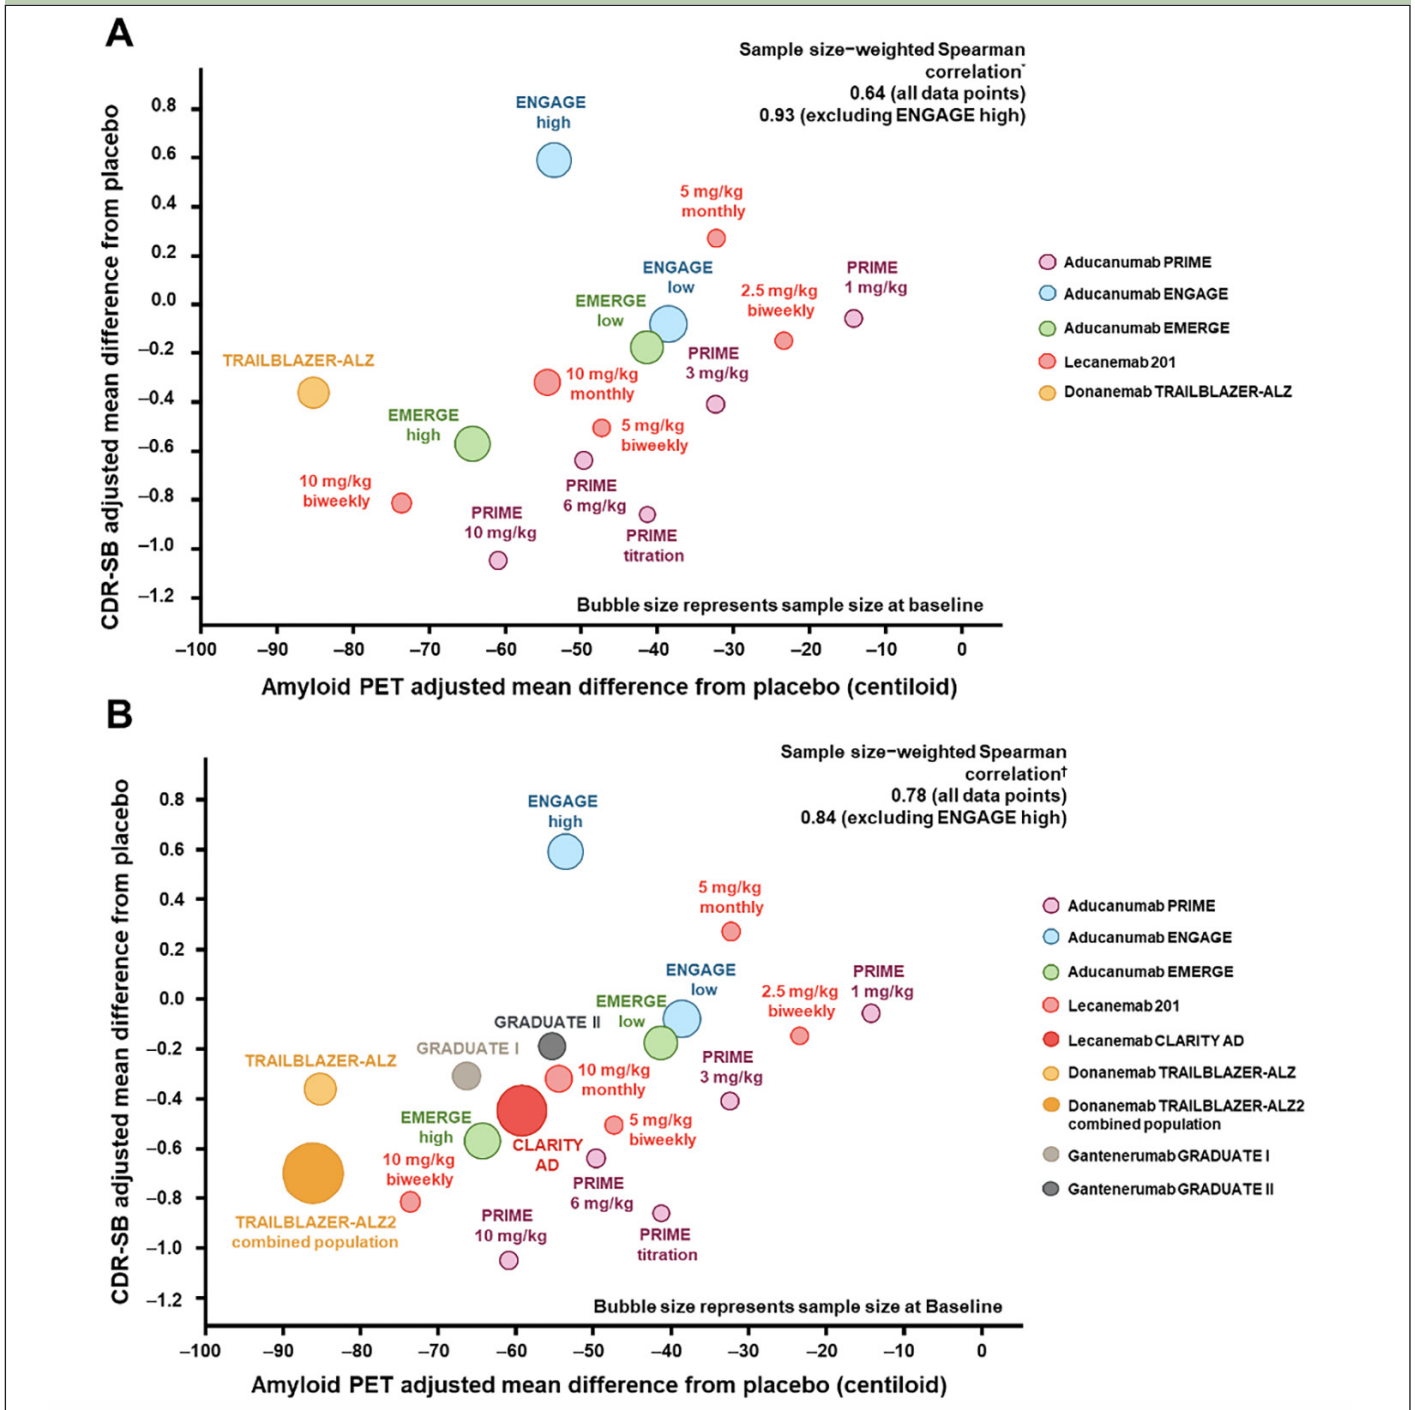 A
Sample size−weighted Spearman
correlation*
0.64 (all data points)
0.93 (excluding ENGAGE high)
CDR-SB adjusted mean difference from placebo
0.8
0.6
0.4
0.2
0.0
−0.2
−0.4
−0.6
−0.8
−1.0
−1.2
ENGAGE
high
5 mg/kg
monthly
ENGAGE
low
PRIME
1 mg/kg
2.5 mg/kg
biweekly
EMERGE
low
PRIME
3 mg/kg
TRAILBLAZER-ALZ
10 mg/kg
monthly
EMERGE
high
5 mg/kg
biweekly
10 mg/kg
biweekly
PRIME
6 mg/kg
PRIME
10 mg/kg
PRIME
titration
Aducanumab PRIME
Aducanumab ENGAGE
Aducanumab EMERGE
Lecanemab 201
Donanemab TRAILBLAZER-ALZ
Bubble size represents sample size at baseline
−100 −90 −80 −70 −60 −50 −40 −30 −20 −10 0
Amyloid PET adjusted mean difference from placebo (centiloid)
B
Sample size−weighted Spearman
correlation†
0.78 (all data points)
0.84 (excluding ENGAGE high)
CDR-SB adjusted mean difference from placebo
0.8
0.6
0.4
0.2
0.0
−0.2
−0.4
−0.6
−0.8
−1.0
−1.2
ENGAGE
high
5 mg/kg
monthly
ENGAGE
low
PRIME
1 mg/kg
2.5 mg/kg
biweekly
EMERGE
low
GRADUATE II
GRADUATE I
TRAILBLAZER-ALZ
PRIME
3 mg/kg
10 mg/kg
monthly
EMERGE
high
5 mg/kg
biweekly
CLARITY
AD
10 mg/kg
biweekly
PRIME
6 mg/kg
TRAILBLAZER-ALZ2
combined population
PRIME
10 mg/kg
PRIME
titration
Aducanumab PRIME
Aducanumab ENGAGE
Aducanumab EMERGE
Lecanemab 201
Lecanemab CLARITY AD
Donanemab TRAILBLAZER-ALZ
Donanemab TRAILBLAZER-ALZ2
combined population
Gantenerumab GRADUATE I
Gantenerumab GRADUATE II
Bubble size represents sample size at Baseline
−100 −90 −80 −70 −60 −50 −40 −30 −20 −10 0
Amyloid PET adjusted mean difference from placebo (centiloid)